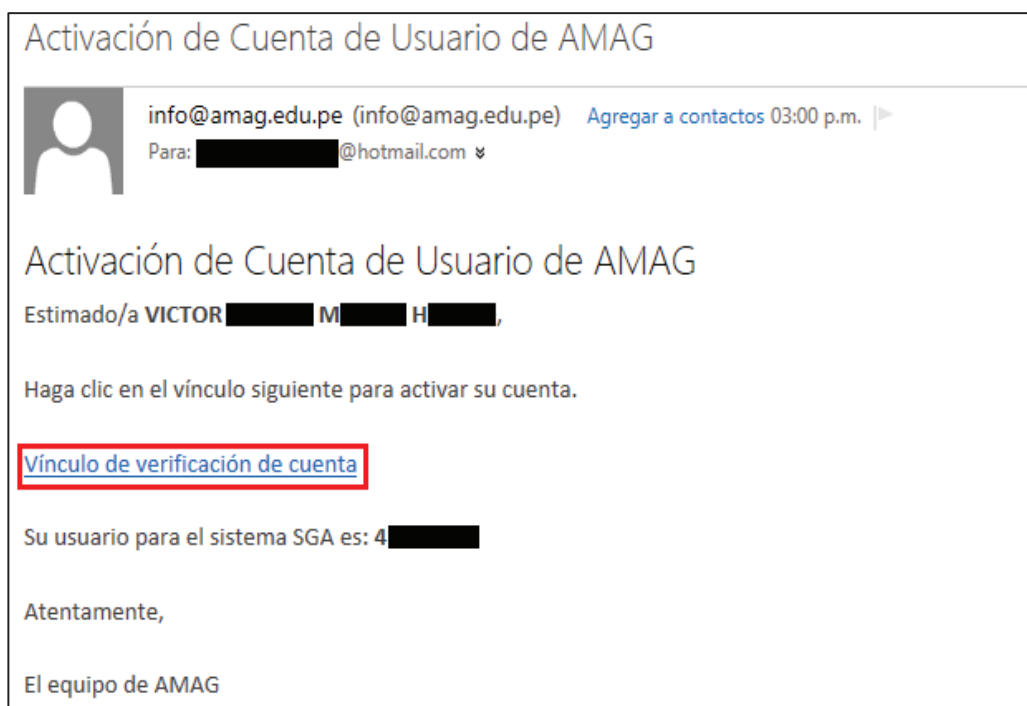 Activación de Cuenta de Usuario de AMAG
info@amag.edu.pe (info@amag.edu.pe) Agregar a contactos 03:00 p.m.
Para: @hotmail.com
Activación de Cuenta de Usuario de AMAG
Estimado/a VICTOR M H ,
Haga clic en el vínculo siguiente para activar su cuenta.
Vínculo de verificación de cuenta
Su usuario para el sistema SGA es: 4
Atentamente,
El equipo de AMAG